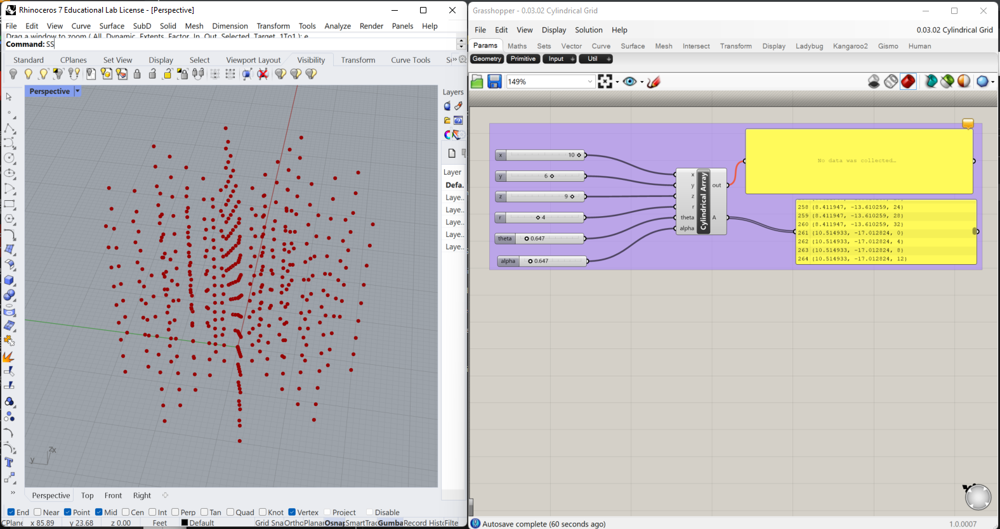 Rhinoceros 7 Educational Lab License - [Perspective]
File Edit View Curve Surface SubD Solid Mesh Dimension Transform Tools Analyze Render Panels Help
Drag a window to zoom ( All Dynamic Extents Factor In Out Selected Target 1To1 ): e
Command: SS
Standard CPlanes Set View Display Select Viewport Layout Visibility Transform Curve Tools
Perspective
Layers
Layer
Defa.
Laye..
Laye..
Laye..
Laye..
Laye..
y
zx
Perspective Top Front Right
End Near Point Mid Cen Int Perp Tan Quad Knot Vertex Project Disable
CPlane x 85.89 y 23.68 z 0.00 Feet Default Grid Sna Ortho Planar Osnap SmartTrac Gumba Record Histo Filte
Grasshopper - 0.03.02 Cylindrical Grid
File Edit View Display Solution Help 0.03.02 Cylindrical Grid
Params Maths Sets Vector Curve Surface Mesh Intersect Transform Display Ladybug Kangaroo2 Gismo Human
Geometry Primitive Input Util
149%
x 10
y 6
z 9
r 4
theta 0.647
alpha 0.647
x
y
z
r
theta
alpha
Cylindrical Array
out
A
No data was collected…
258 {8.411947, -13.610259, 24}
259 {8.411947, -13.610259, 28}
260 {8.411947, -13.610259, 32}
261 {10.514933, -17.012824, 0}
262 {10.514933, -17.012824, 4}
263 {10.514933, -17.012824, 8}
264 {10.514933, -17.012824, 12}
Autosave complete (60 seconds ago) 1.0.0007